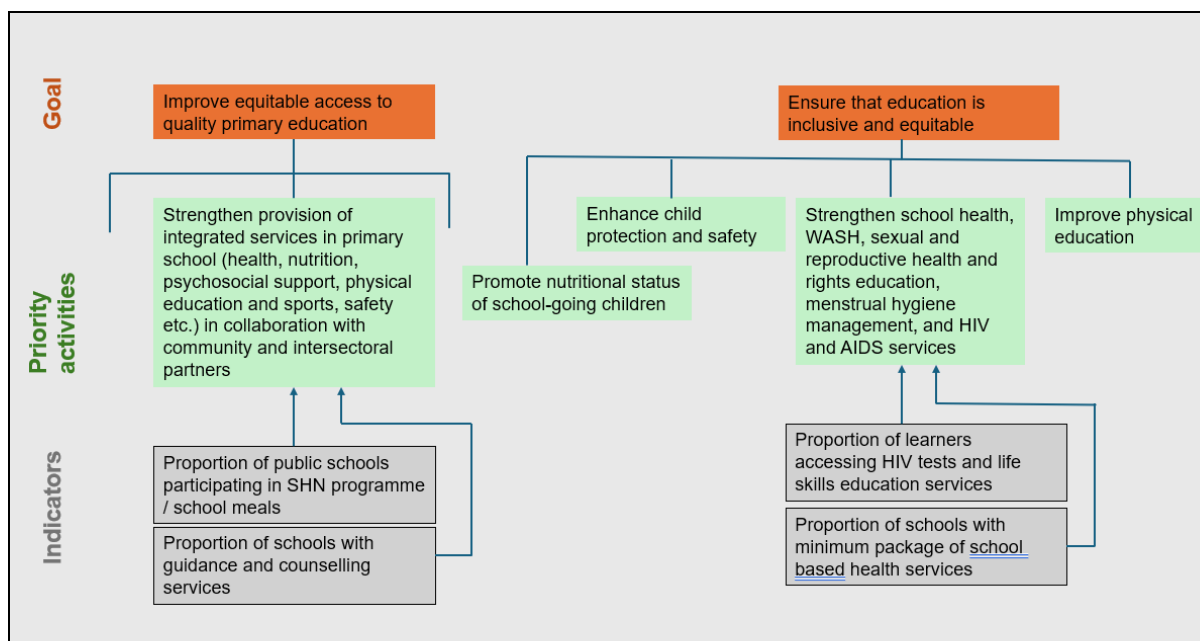 Goal
Improve equitable access to
quality primary education
Ensure that education is
inclusive and equitable
Priority
activities
Strengthen provision of
integrated services in primary
school (health, nutrition,
psychosocial support, physical
education and sports, safety
etc.) in collaboration with
community and intersectoral
partners
Promote nutritional status
of school-going children
Enhance child
protection and safety
Strengthen school health,
WASH, sexual and
reproductive health and
rights education,
menstrual hygiene
management, and HIV
and AIDS services
Improve physical
education
Indicators
Proportion of public schools
participating in SHN programme
/ school meals
Proportion of schools with
guidance and counselling
services
Proportion of learners
accessing HIV tests and life
skills education services
Proportion of schools with
minimum package of school
based health services